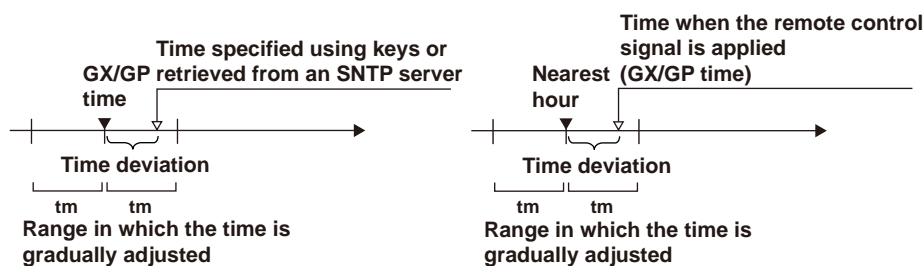 Time specified using keys or
GX/GP retrieved from an SNTP server
time
Time deviation
tm tm
Range in which the time is
gradually adjusted
Time when the remote control
signal is applied
Nearest (GX/GP time)
hour
Time deviation
tm tm
Range in which the time is
gradually adjusted